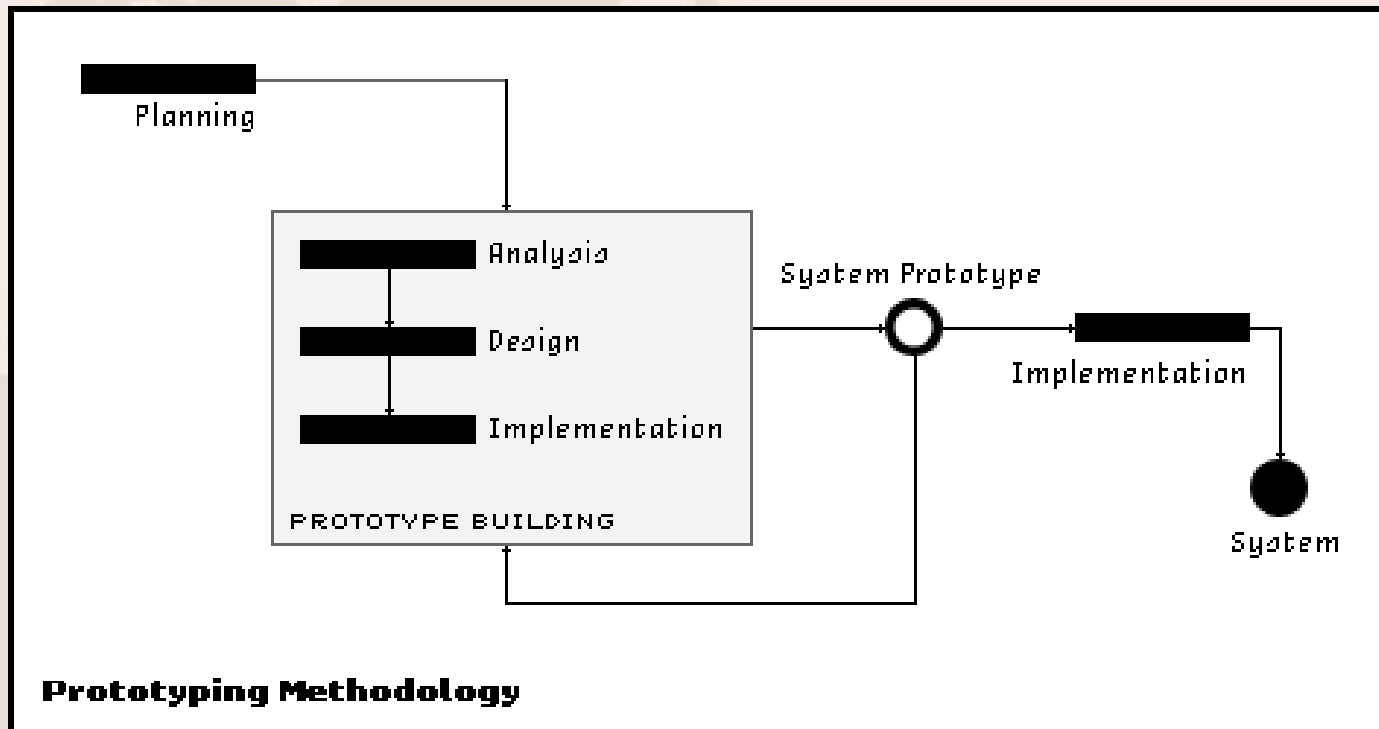 Planning
Analysis
System Prototype
Design
Implementation
Implementation
PROTOTYPE BUILDING
System
Prototyping Methodology